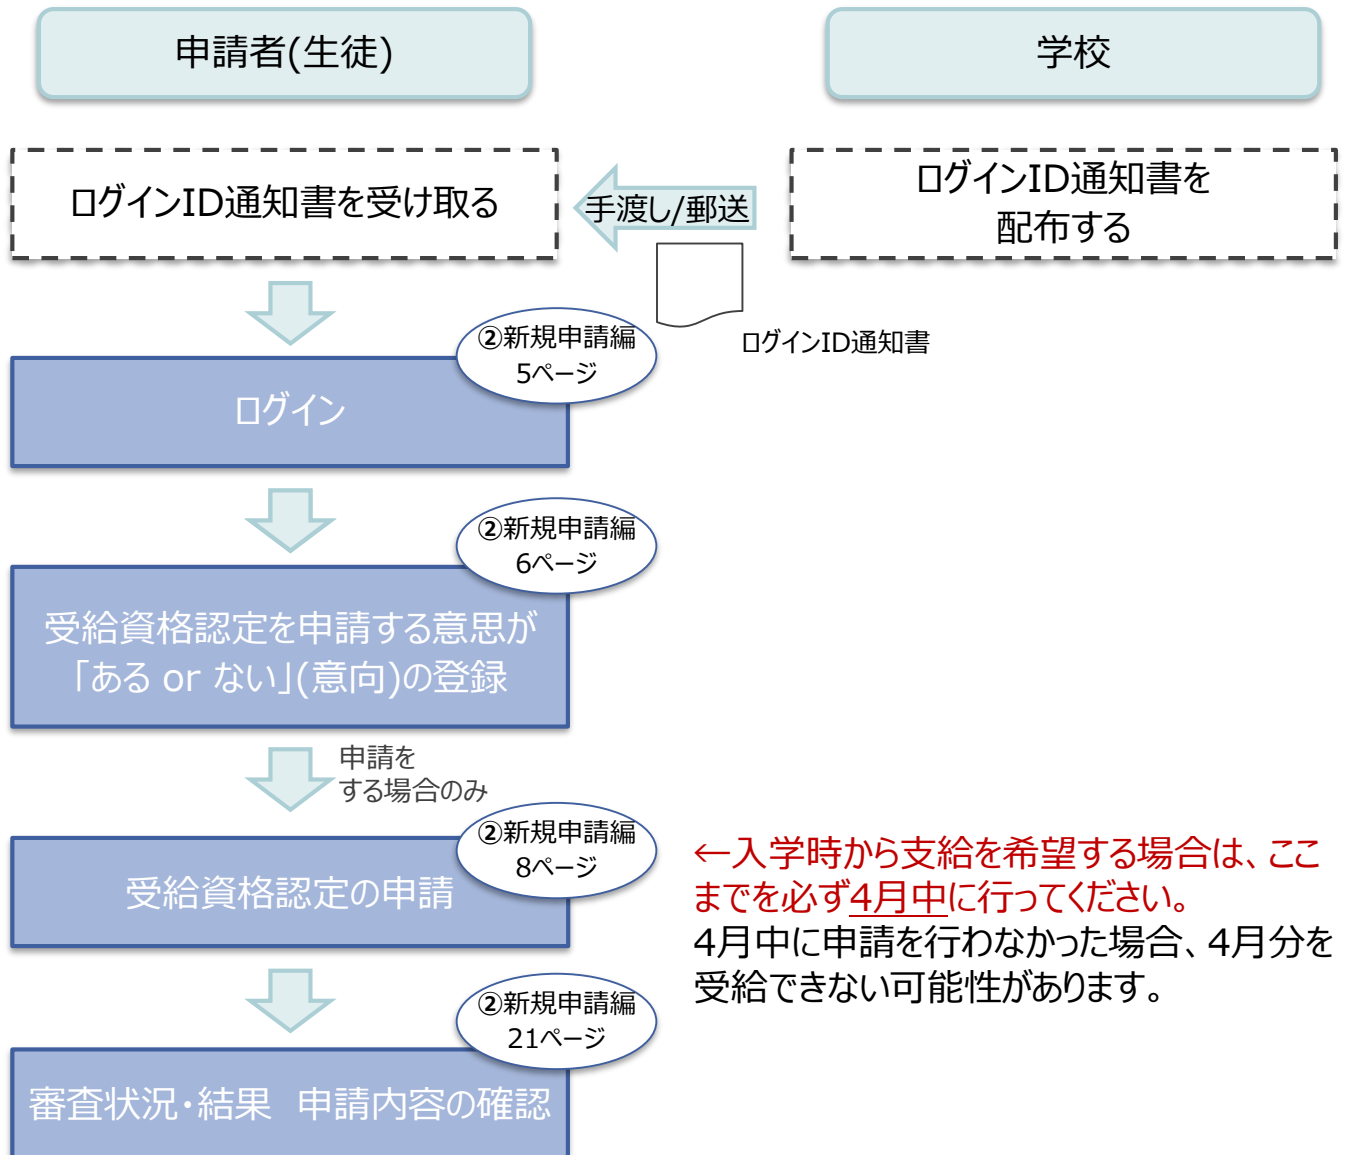 申請者(生徒)
学校
ログインID通知書を受け取る
手渡し/郵送
ログインID通知書を
配布する
ログインID通知書
②新規申請編
5ページ
ログイン
②新規申請編
6ページ
受給資格認定を申請する意思が
「ある or ない」(意向)の登録
申請を
する場合のみ
②新規申請編
8ページ
受給資格認定の申請
←入学時から支給を希望する場合は、ここ
までを必ず4月中に行ってください。
4月中に申請を行わなかった場合、4月分を
受給できない可能性があります。
②新規申請編
21ページ
審査状況・結果　申請内容の確認